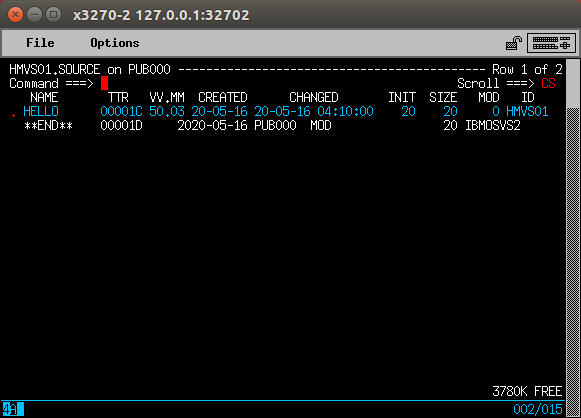 x3270-2 127.0.0.1:32702
File Options
HMVS01.SOURCE on PUB000 ------------------------------------------- Row 1 of 2
Command ===> Scroll ===> CS
NAME TTR VV.MM CREATED CHANGED INIT SIZE MOD ID
. HELLO 00001C 50.03 20-05-16 20-05-16 04:10:00 20 20 0 HMVS01
**END** 00001D 2020-05-16 PUB000 MOD 20 IBMOSVS2
3780K FREE
4A 002/015